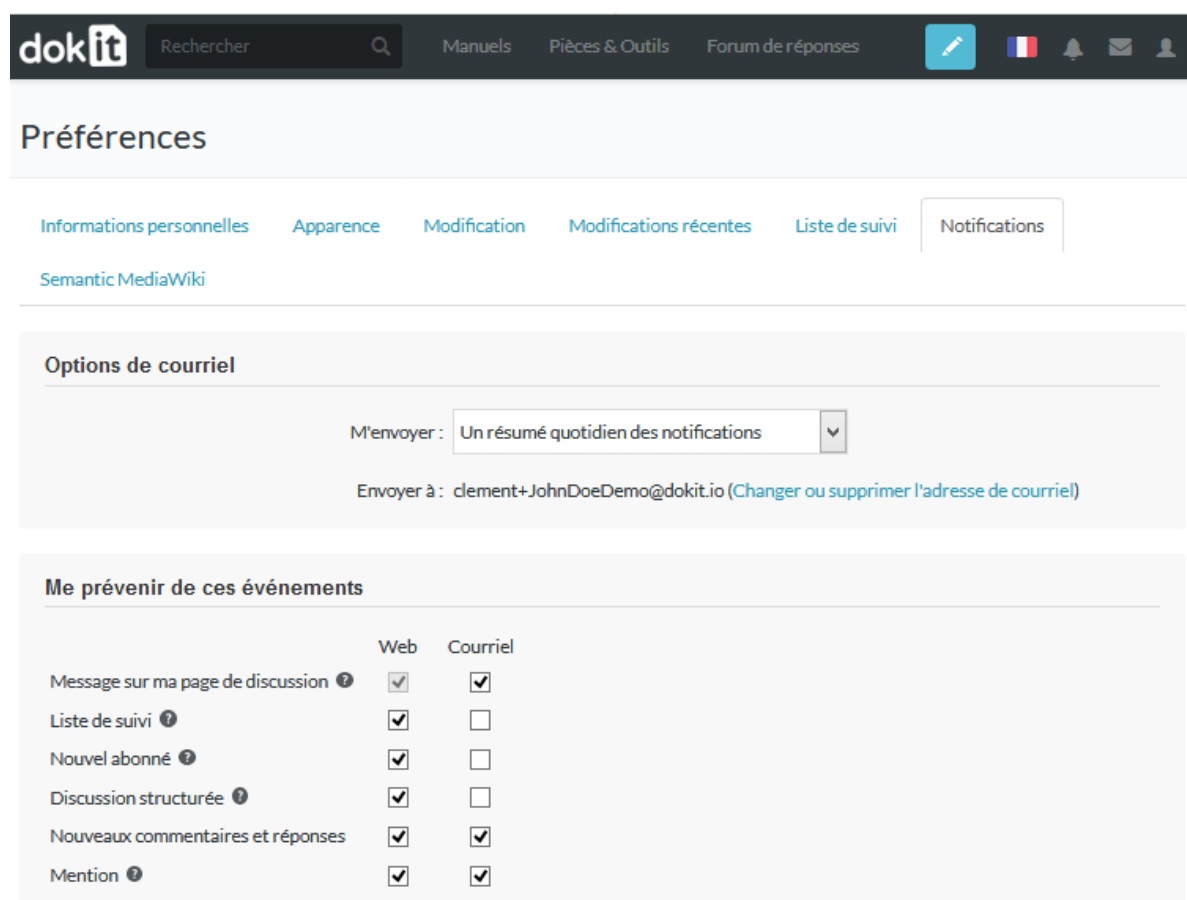 dokit Rechercher Manuels Pièces & Outils Forum de réponses
Préférences
Informations personnelles Apparence Modification Modifications récentes Liste de suivi Notifications
Semantic MediaWiki
Options de courriel
M'envoyer : Un résumé quotidien des notifications
Envoyer à : clement+JohnDoeDemo@dokit.io (Changer ou supprimer l'adresse de courriel)
Me prévenir de ces événements
Web Courriel
Message sur ma page de discussion ?
Liste de suivi ?
Nouvel abonné ?
Discussion structurée ?
Nouveaux commentaires et réponses
Mention ?